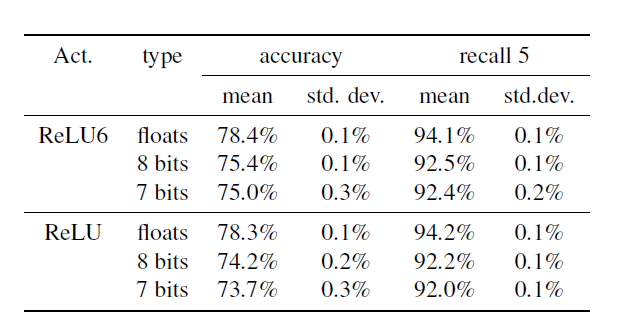 Act. type accuracy recall 5
mean std. dev. mean std.dev.
ReLU6 floats 78.4% 0.1% 94.1% 0.1%
8 bits 75.4% 0.1% 92.5% 0.1%
7 bits 75.0% 0.3% 92.4% 0.2%
ReLU floats 78.3% 0.1% 94.2% 0.1%
8 bits 74.2% 0.2% 92.2% 0.1%
7 bits 73.7% 0.3% 92.0% 0.1%